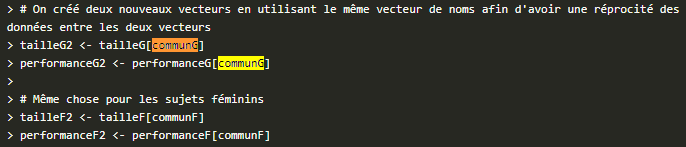 > # On créé deux nouveaux vecteurs en utilisant le même vecteur de noms afin d'avoir une réprocité des
données entre les deux vecteurs
> tailleG2 <- tailleG[communG]
> performanceG2 <- performanceG[communG]
>
> # Même chose pour les sujets féminins
> tailleF2 <- tailleF[communF]
> performanceF2 <- performanceF[communF]